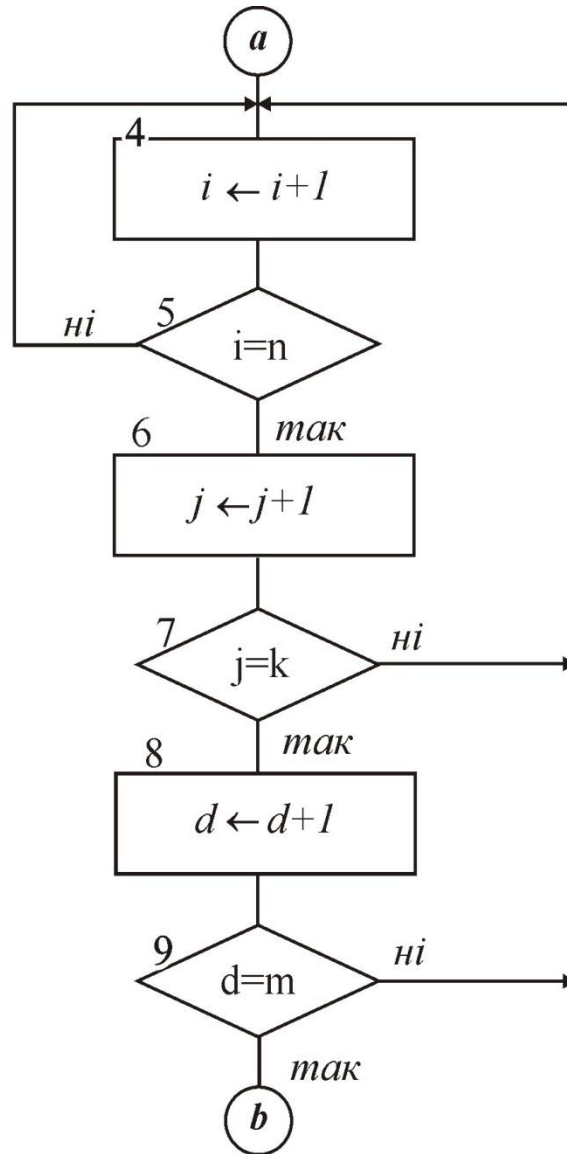 a
4
i ← i+1
5
ні
i=n
так
6
j ← j+1
7
ні
j=k
так
8
d ← d+1
9
ні
d=m
так
b